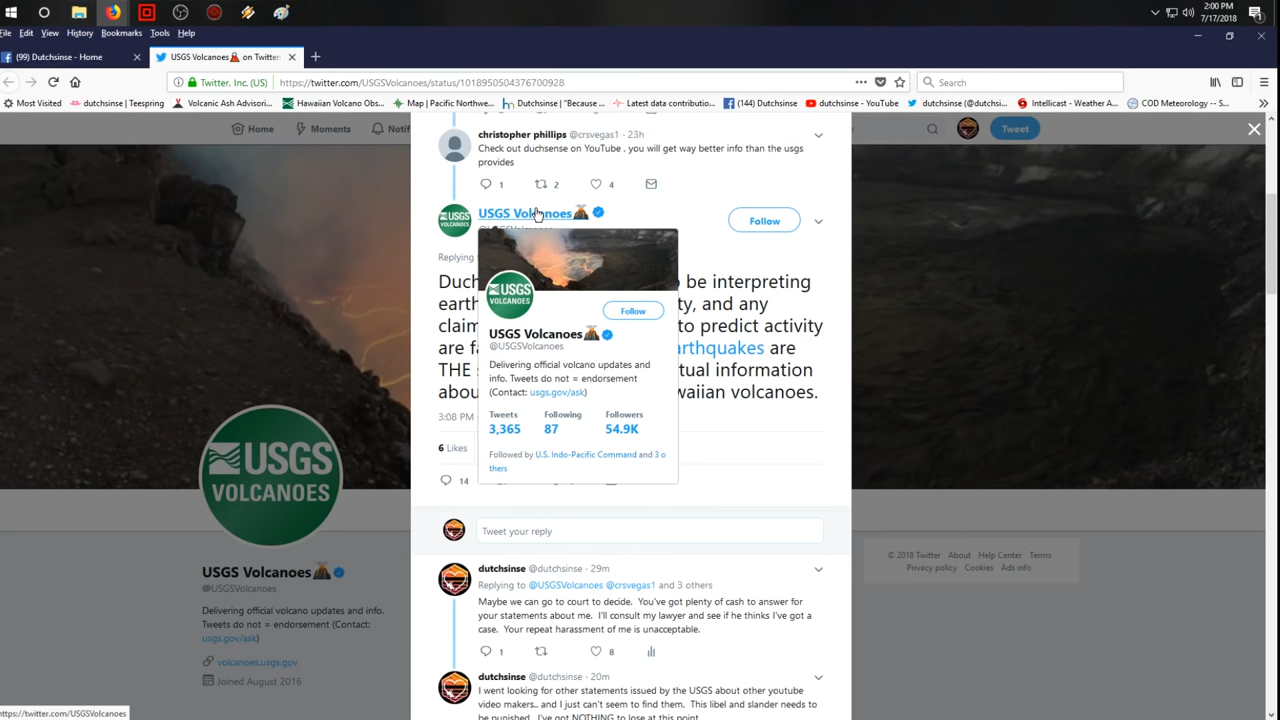 2:00 PM
7/17/2018
File Edit View History Bookmarks Tools Help
(99) Dutchsinse - Home
USGS Volcanoes🌋 on Twitter
Twitter, Inc. (US)
https://twitter.com/USGSVolcanoes/status/1018950504376700928
Search
Most Visited
dutchsinse | Teespring
Volcanic Ash Advisori...
Hawaiian Volcano Obs...
Map | Pacific Northwe...
Dutchsinse | "Because ...
Latest data contributio...
(144) Dutchsinse
dutchsinse - YouTube
dutchsinse (@dutchsi...
Intellicast - Weather A...
COD Meteorology -- S...
Home
Moments
Notif
Tweet
christopher phillips @crsvegas1 · 23h
Check out duchsense on YouTube , you will get way better info than the usgs
provides
1 2 4
USGS VOLCANOES
USGS Volcanoes🌋
Follow
Replying
Duch be interpreting
earth ty, and any
claim to predict activity
are fa arthquakes are
THE s tual information
abou waiian volcanoes.
3:08 PM
6 Likes
14
USGS
VOLCANOES
Follow
USGS Volcanoes🌋
@USGSVolcanoes
Delivering official volcano updates and
info. Tweets do not = endorsement
(Contact: usgs.gov/ask)
Tweets Following Followers
3,365 87 54.9K
Followed by U.S. Indo-Pacific Command and 3 o
thers
Tweet your reply
dutchsinse @dutchsinse · 29m
Replying to @USGSVolcanoes @crsvegas1 and 3 others
Maybe we can go to court to decide. You've got plenty of cash to answer for
your statements about me. I'll consult my lawyer and see if he thinks I've got a
case. Your repeat harassment of me is unacceptable.
1 8
dutchsinse @dutchsinse · 20m
I went looking for other statements issued by the USGS about other youtube
video makers.. and I just can't seem to find them. This libel and slander needs to
be punished. I've got NOTHING to lose at this point
USGS
VOLCANOES
USGS Volcanoes🌋
@USGSVolcanoes
Delivering official volcano updates and info.
Tweets do not = endorsement (Contact:
usgs.gov/ask)
volcanoes.usgs.gov
Joined August 2016
© 2018 Twitter About Help Center Terms
Privacy policy Cookies Ads info
https://twitter.com/USGSVolcanoes